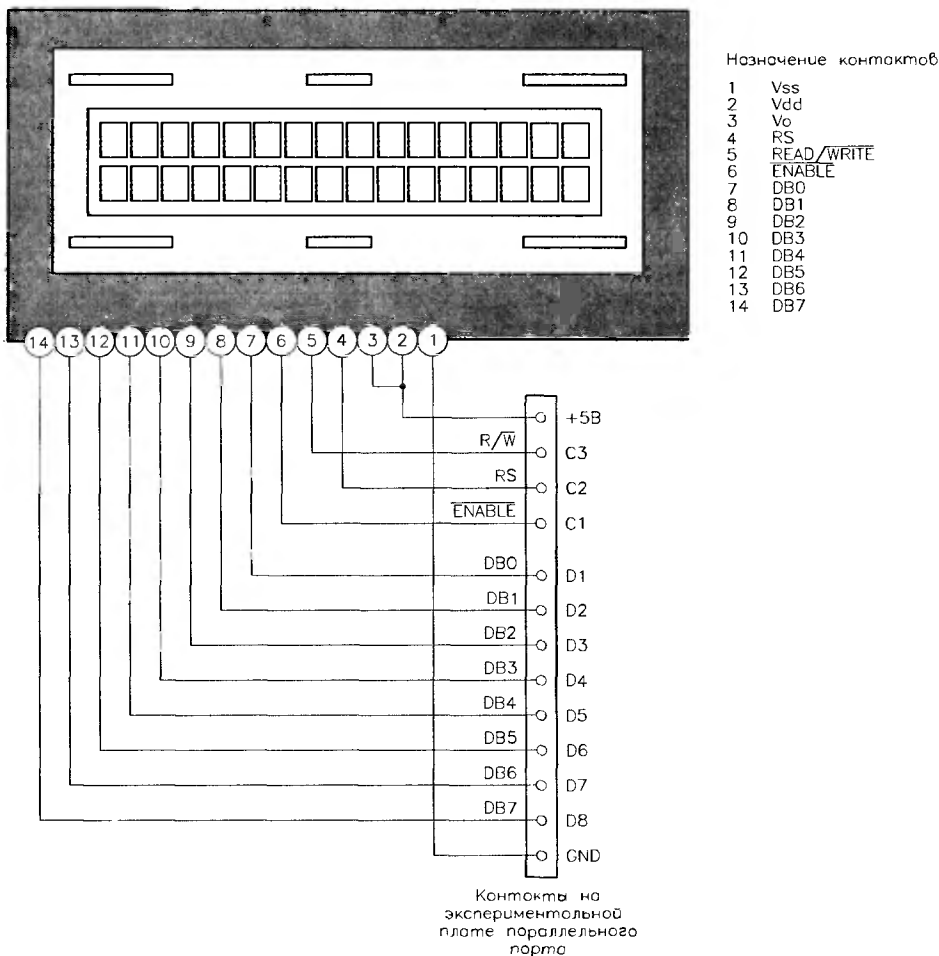 Назначение контактов
1 Vss
2 Vdd
3 Vo
4 RS
5 READ/WRITE
6 ENABLE
7 DB0
8 DB1
9 DB2
10 DB3
11 DB4
12 DB5
13 DB6
14 DB7
14 13 12 11 10 9 8 7 6 5 4 3 2 1
+5В
R/W C3
RS C2
ENABLE C1
DB0 D1
DB1 D2
DB2 D3
DB3 D4
DB4 D5
DB5 D6
DB6 D7
DB7 D8
GND
Контакты на
экспериментальной
плате параллельного
порта